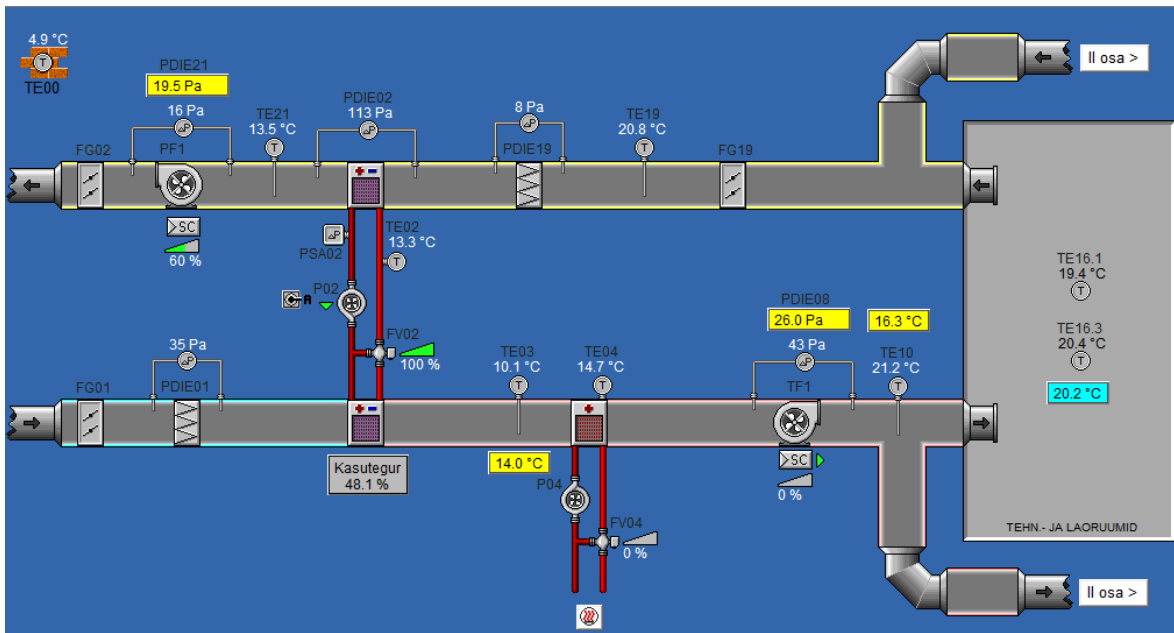 4.9 °C
TE00
PDIE21
19.5 Pa
16 Pa
PF1
FG02
TE21
13.5 °C
PDIE02
113 Pa
8 Pa
PDIE19
TE19
20.8 °C
FG19
II osa >
SC
60 %
PSA02
TE02
13.3 °C
P02
A
FV02
100 %
TE16.1
19.4 °C
TE16.3
20.4 °C
20.2 °C
PDIE08
26.0 Pa
16.3 °C
43 Pa
TF1
TE10
21.2 °C
35 Pa
FG01
PDIE01
TE03
10.1 °C
TE04
14.7 °C
Kasutegur
48.1 %
14.0 °C
SC
0 %
P04
FV04
0 %
TEHN.- JA LAORUUMID
II osa >